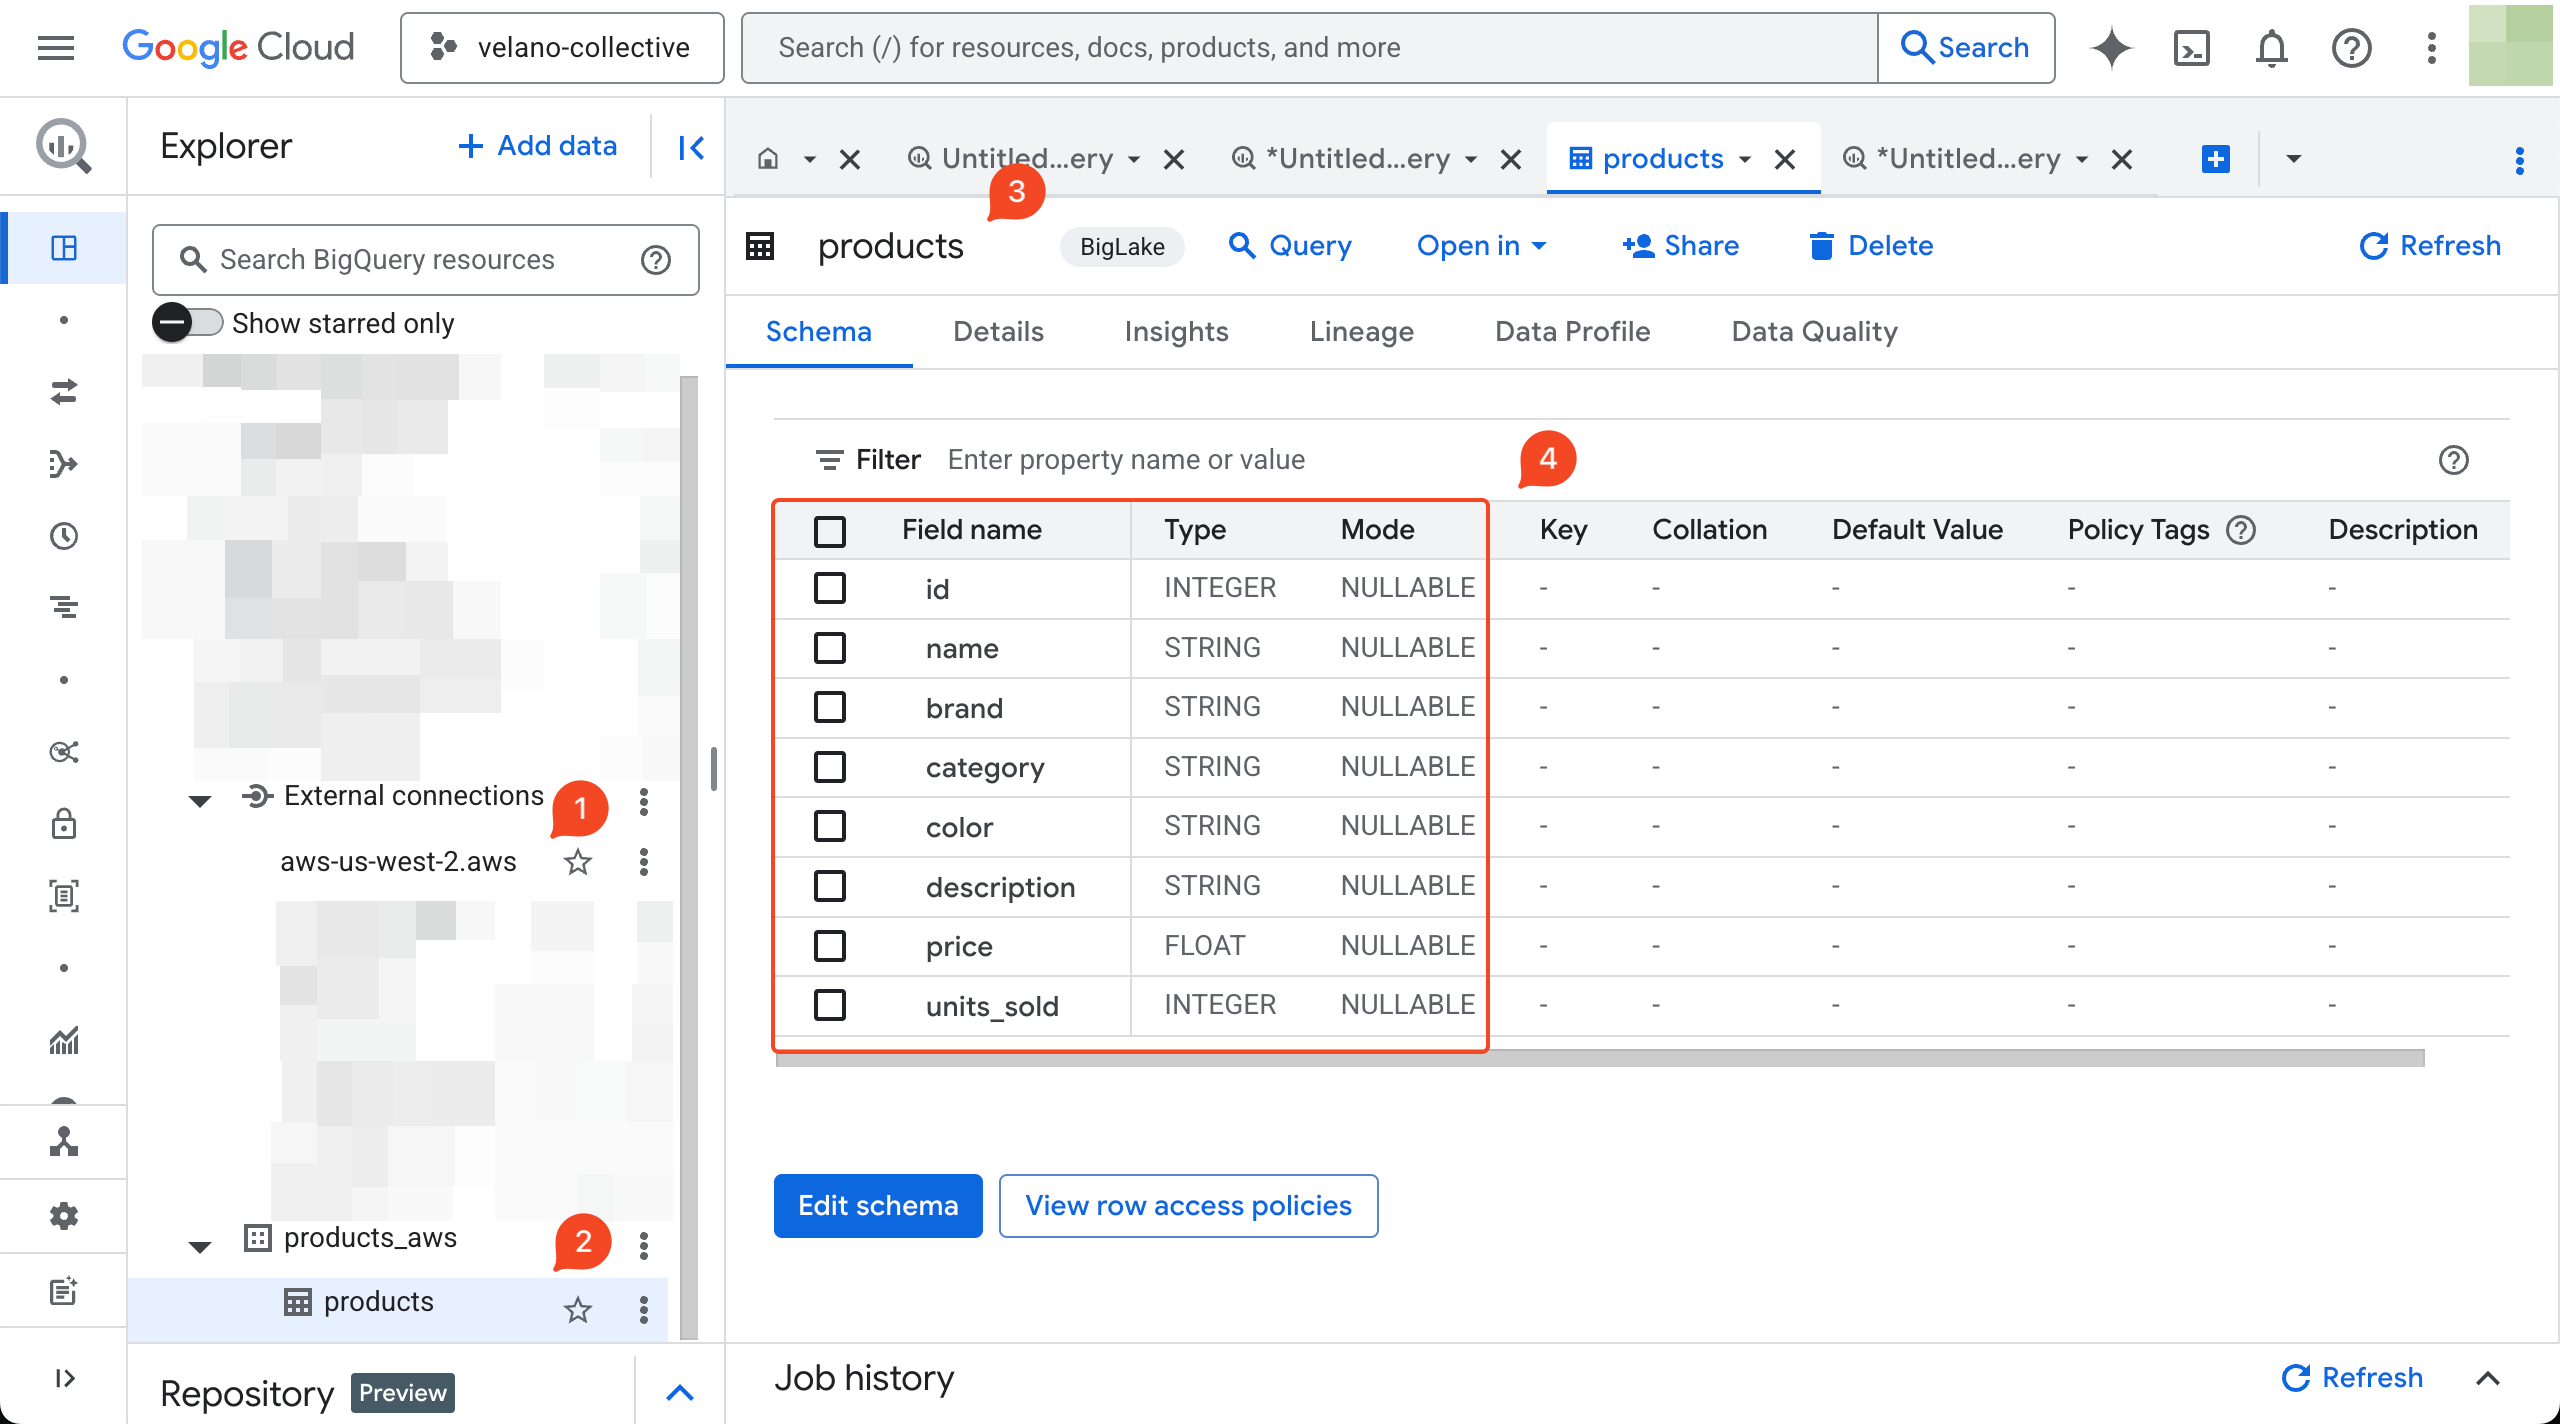 Google Cloud
velano-collective
Search (/) for resources, docs, products, and more
Search
Explorer
Add data
Untitled...ery
*Untitled...ery
products
*Untitled...ery
3
Search BigQuery resources
Show starred only
products
BigLake
Query
Open in
Share
Delete
Refresh
Schema
Details
Insights
Lineage
Data Profile
Data Quality
Filter
Enter property name or value
4
Field name Type Mode Key Collation Default Value Policy Tags Description
id INTEGER NULLABLE - - - - -
name STRING NULLABLE - - - - -
brand STRING NULLABLE - - - - -
category STRING NULLABLE - - - - -
color STRING NULLABLE - - - - -
description STRING NULLABLE - - - - -
price FLOAT NULLABLE - - - - -
units_sold INTEGER NULLABLE - - - - -
External connections
1
aws-us-west-2.aws
products_aws
2
products
Edit schema
View row access policies
Repository
Preview
Job history
Refresh